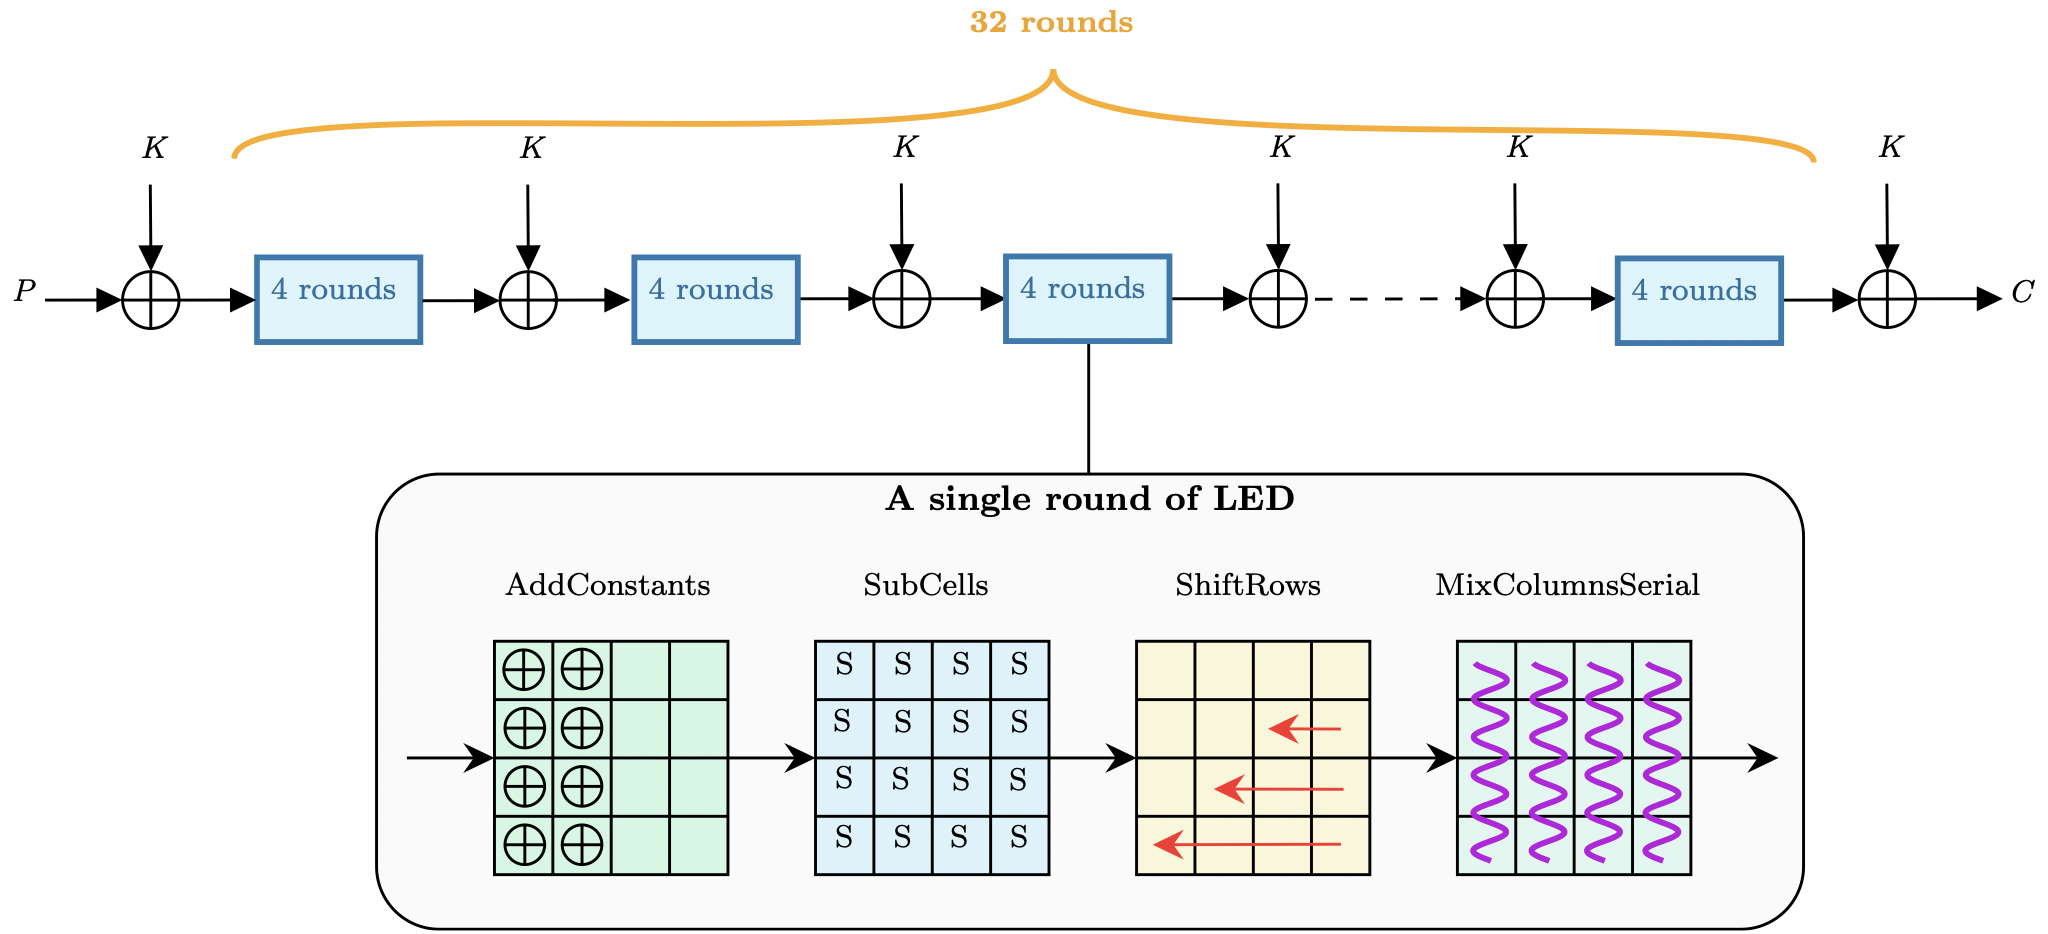 32 rounds
K K K K K K
P 4 rounds 4 rounds 4 rounds 4 rounds C
A single round of LED
AddConstants SubCells ShiftRows MixColumnsSerial
S S S S
S S S S
S S S S
S S S S